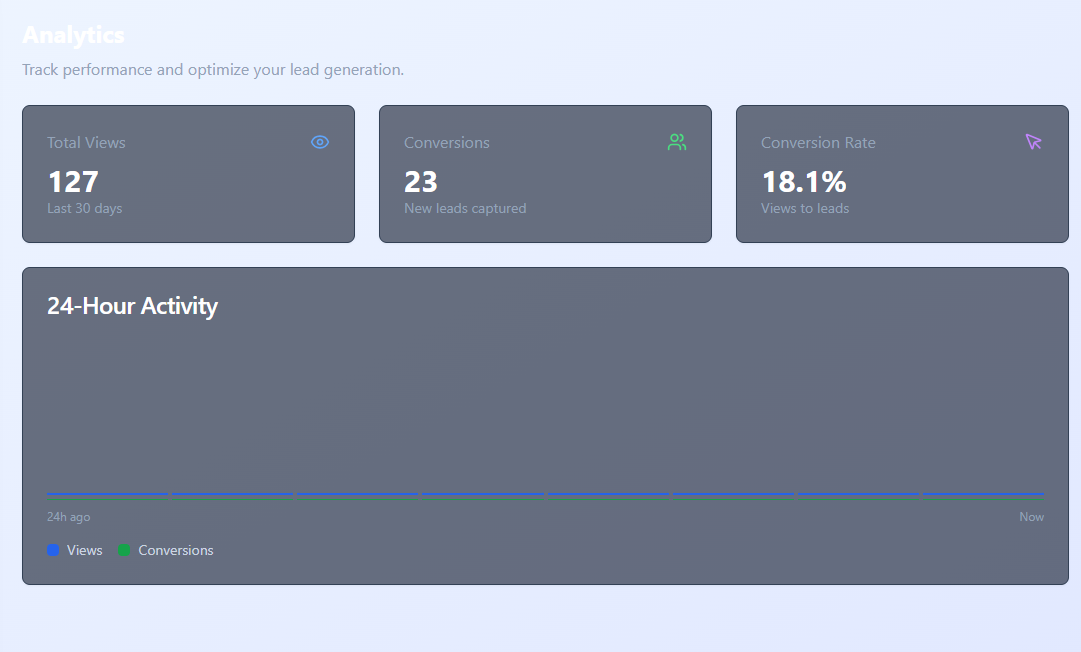 Analytics
Track performance and optimize your lead generation.
Total Views
127
Last 30 days
Conversions
23
New leads captured
Conversion Rate
18.1%
Views to leads
24-Hour Activity
24h ago
Now
Views
Conversions